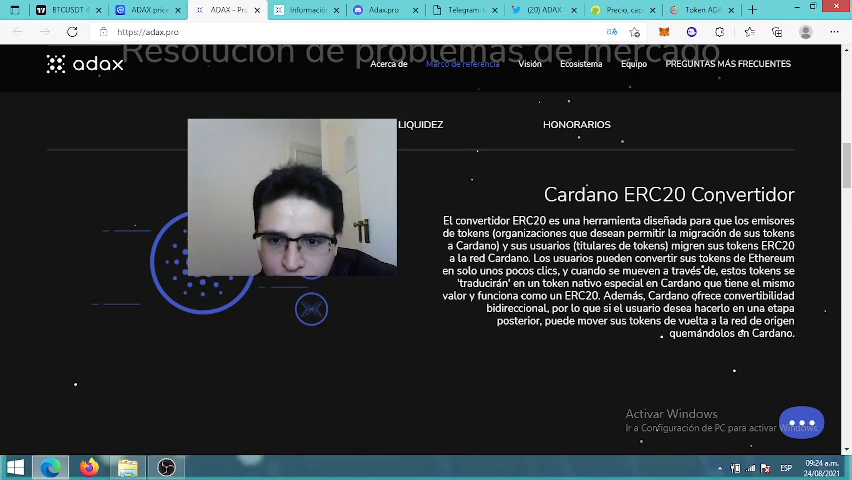 BTCUSDT
ADAX price
ADAX - Pro
Informació
Adax.pro
Telegram:
(20) ADAX
Precio, cap
Token ADA
https://adax.pro
Resolución de problemas de mercado
adax
Acerca de
Marco de referencia
Visión
Ecosistema
Equipo
PREGUNTAS MÁS FRECUENTES
LIQUIDEZ
HONORARIOS
Cardano ERC20 Convertidor
El convertidor ERC20 es una herramienta diseñada para que los emisores
de tokens (organizaciones que desean permitir la migración de sus tokens
a Cardano) y sus usuarios (titulares de tokens) migren sus tokens ERC20
a la red Cardano. Los usuarios pueden convertir sus tokens de Ethereum
en solo unos pocos clics, y cuando se mueven a través de, estos tokens se
'traducirán' en un token nativo especial en Cardano que tiene el mismo
valor y funciona como un ERC20. Además, Cardano ofrece convertibilidad
bidireccional, por lo que si el usuario desea hacerlo en una etapa
posterior, puede mover sus tokens de vuelta a la red de origen
quemándolos en Cardano.
Activar Windows
Ir a Configuración de PC para activar Windows.
ESP
09:24 a.m.
24/08/2021